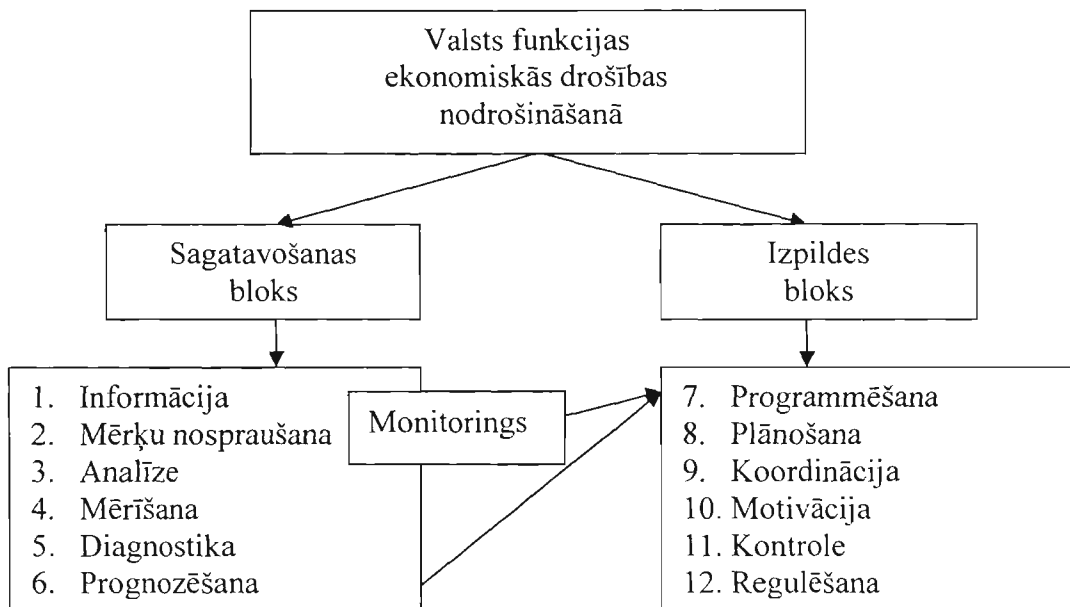 Valsts funkcijas
ekonomiskās drošības
nodrošināšanā
Sagatavošanas
bloks
Izpildes
bloks
1. Informācija
2. Mērķu nospraušana
3. Analīze
4. Mērīšana
5. Diagnostika
6. Prognozēšana
Monitorings
7. Programmēšana
8. Plānošana
9. Koordinācija
10. Motivācija
11. Kontrole
12. Regulēšana